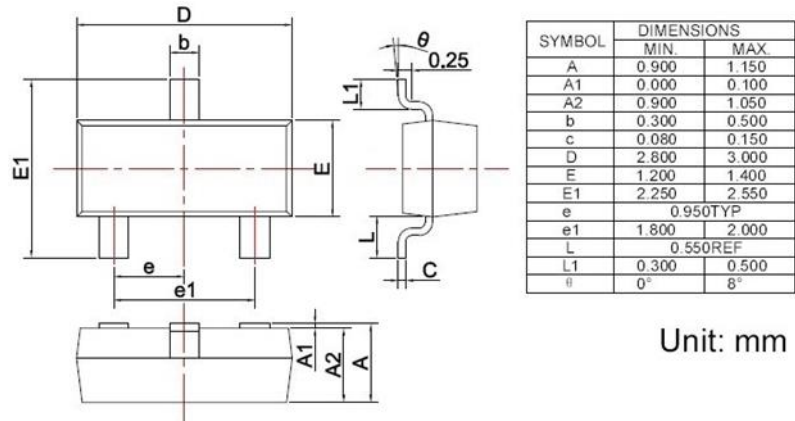 D
b
θ
0.25
L1
E1
E
L
C
e
e1
A1
A2
A
SYMBOL DIMENSIONS
MIN. MAX.
A 0.900 1.150
A1 0.000 0.100
A2 0.900 1.050
b 0.300 0.500
c 0.080 0.150
D 2.800 3.000
E 1.200 1.400
E1 2.250 2.550
e 0.950TYP
e1 1.800 2.000
L 0.550REF
L1 0.300 0.500
θ 0° 8°
Unit: mm